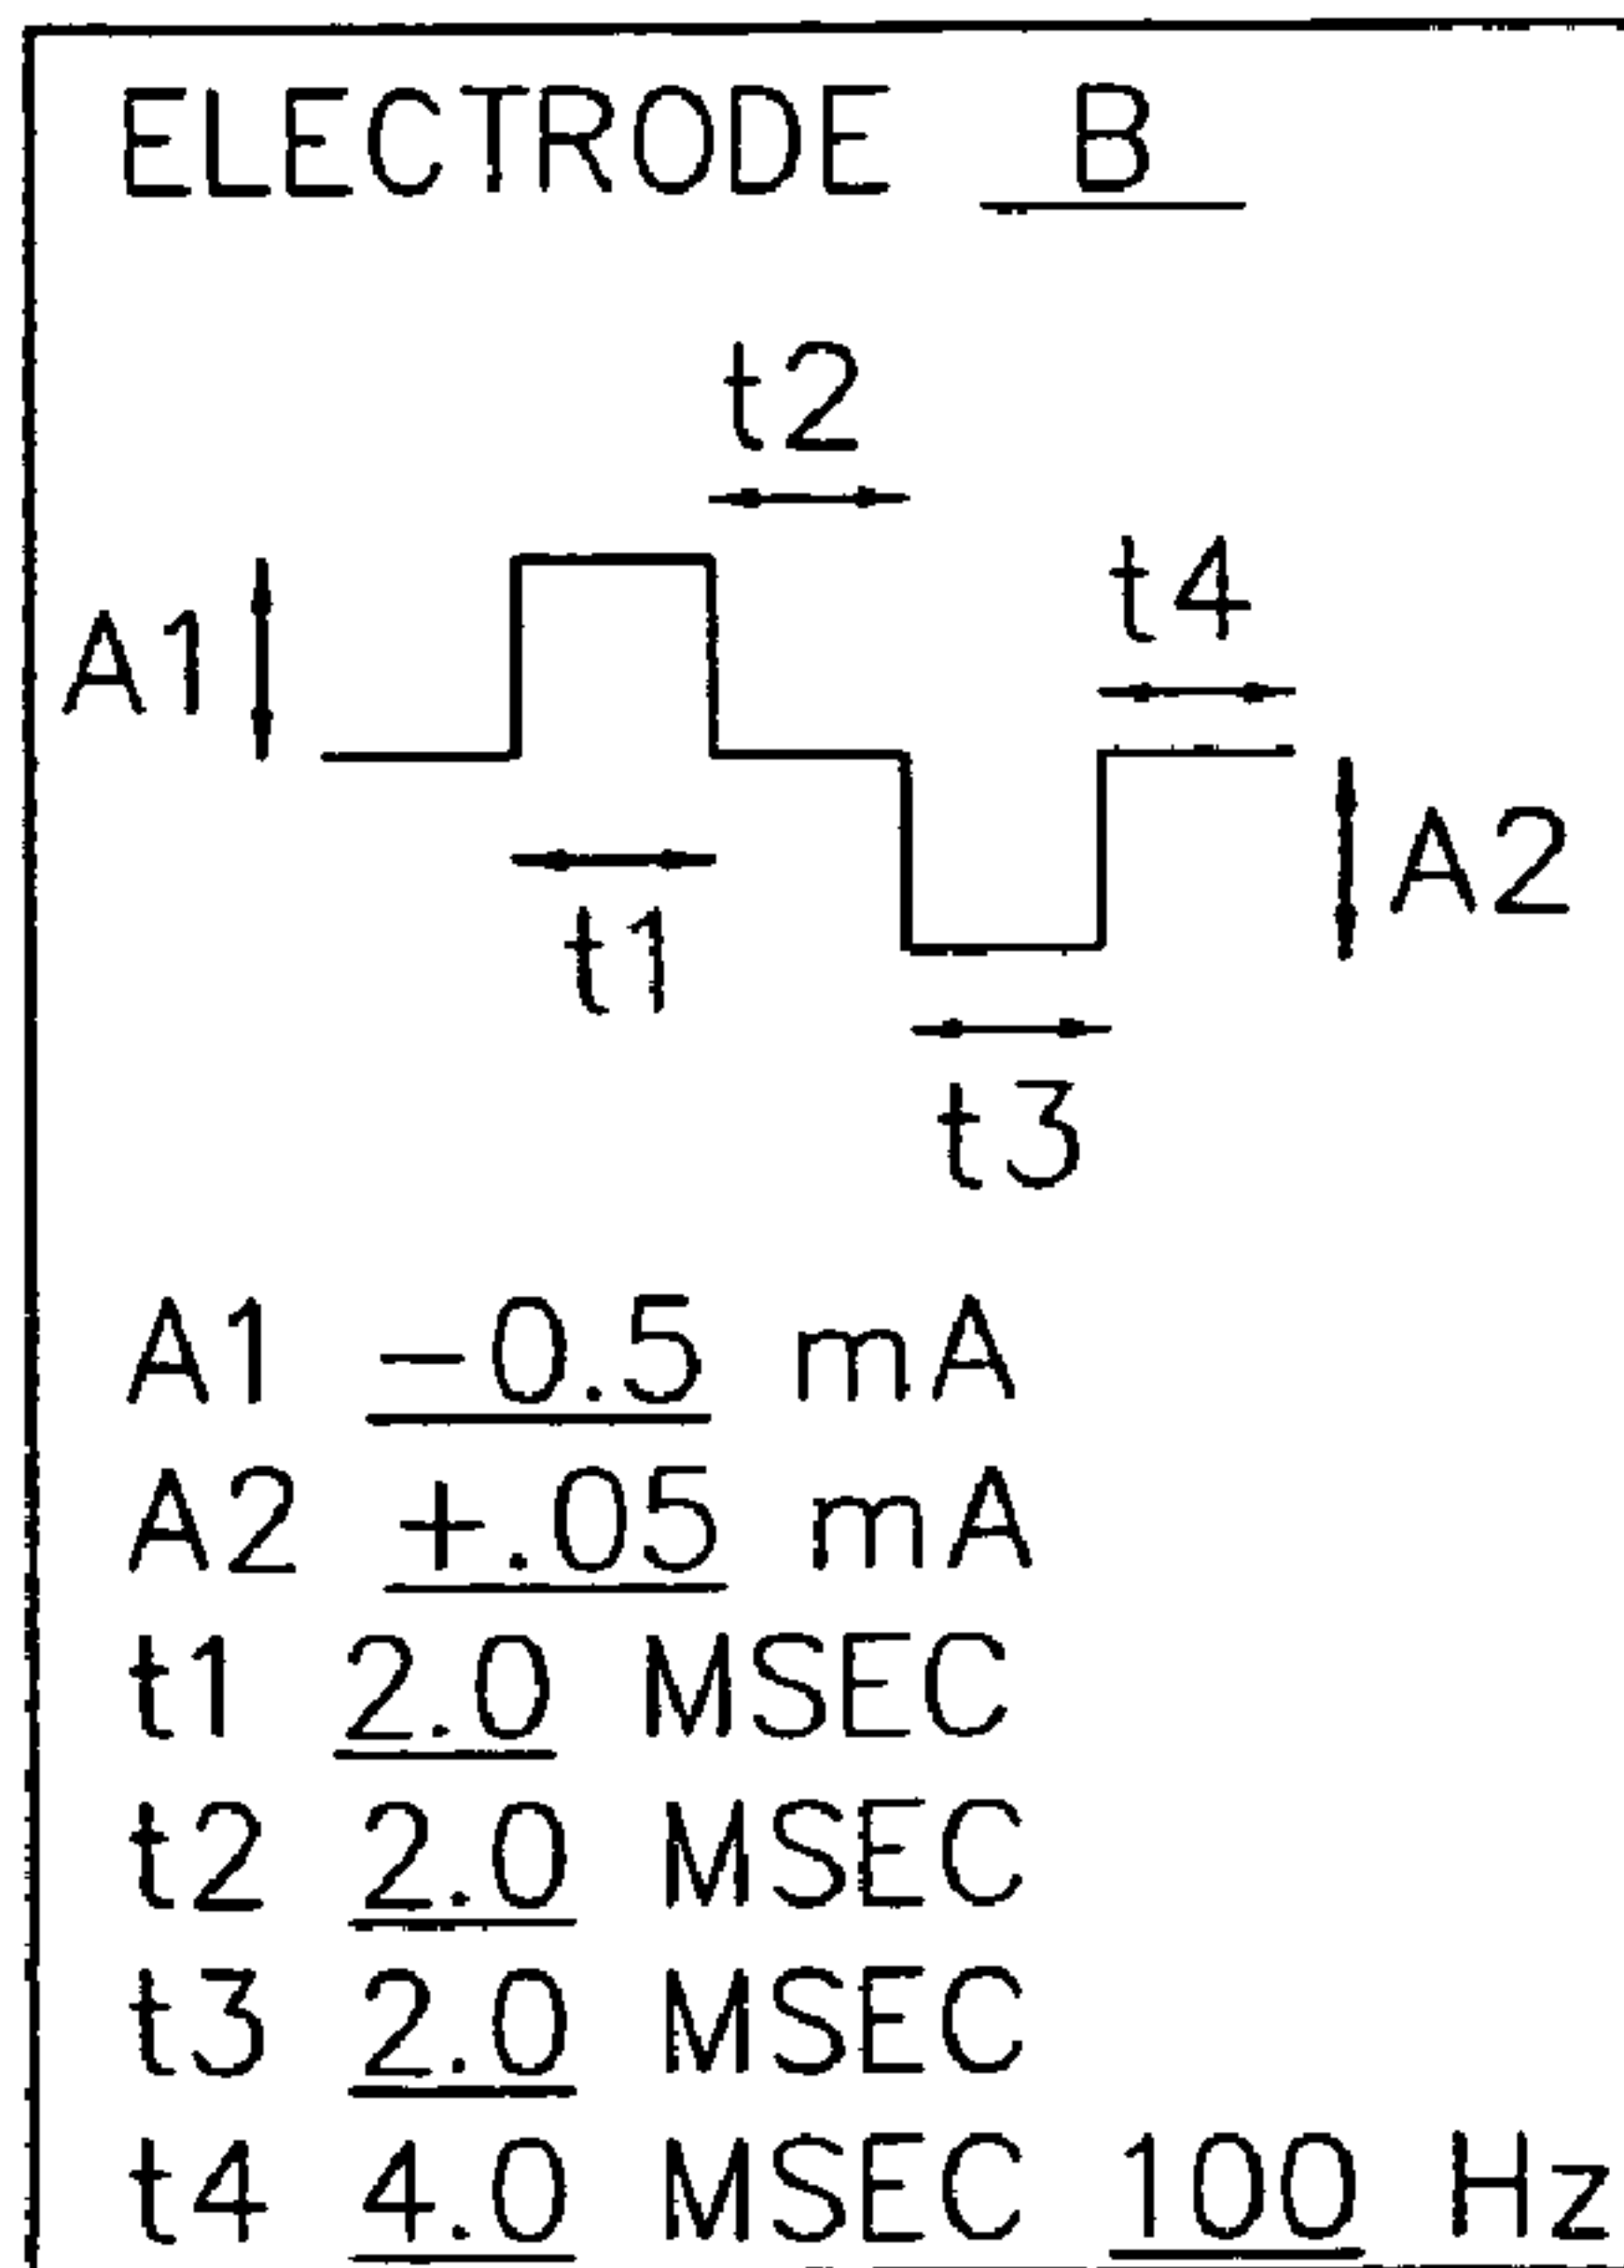 ELECTRODE B
t2
t4
A1
A2
t1
t3
A1 -0.5 mA
A2 +.05 mA
t1 2.0 MSEC
t2 2.0 MSEC
t3 2.0 MSEC
t4 4.0 MSEC 100 Hz